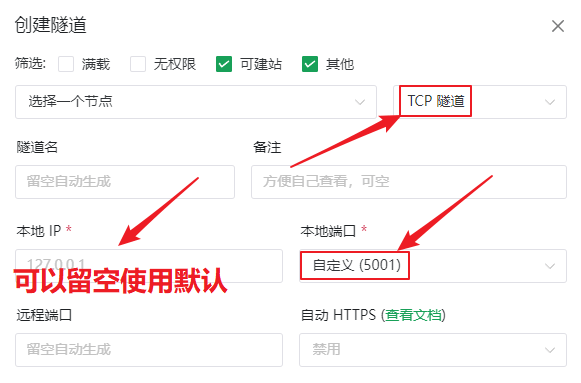 创建隧道
筛选: 满载 无权限 可建站 其他
选择一个节点 TCP 隧道
隧道名 备注
留空自动生成 方便自己查看，可空
本地 IP * 本地端口 *
127.0.0.1 自定义 (5001)
可以留空使用默认
远程端口 自动 HTTPS (查看文档)
留空自动生成 禁用